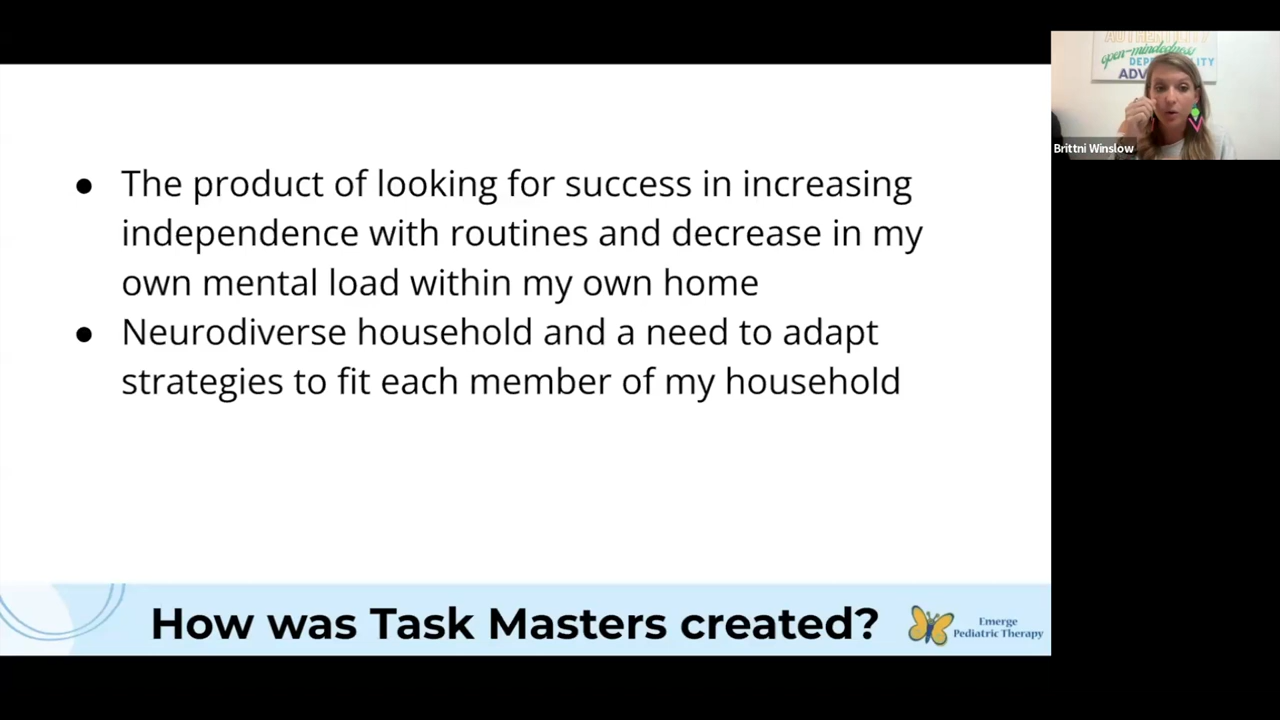 AUTHENTICITY
open-mindedness
ADV
Brittni Winslow
● The product of looking for success in increasing
independence with routines and decrease in my
own mental load within my own home
● Neurodiverse household and a need to adapt
strategies to fit each member of my household
How was Task Masters created?
Emerge
Pediatric Therapy